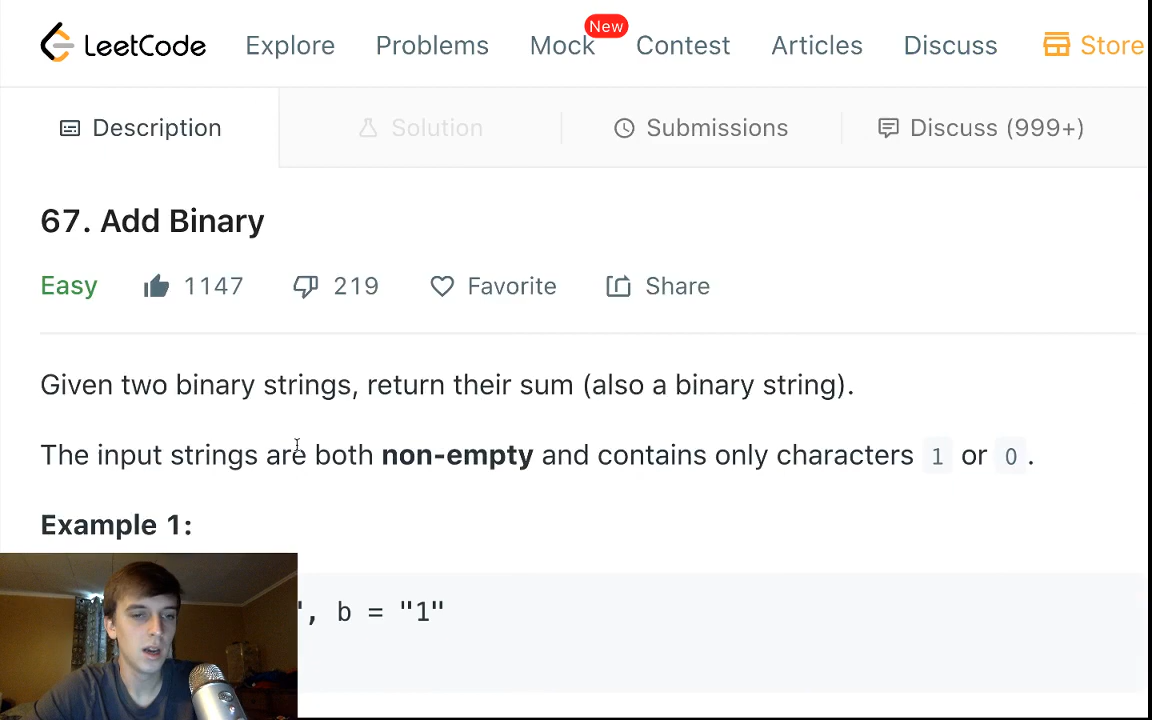 LeetCode Explore Problems Mock New Contest Articles Discuss Store
Description Solution Submissions Discuss (999+)
67. Add Binary
Easy 1147 219 Favorite Share
Given two binary strings, return their sum (also a binary string).
The input strings are both non-empty and contains only characters 1 or 0.
Example 1:
", b = "1"